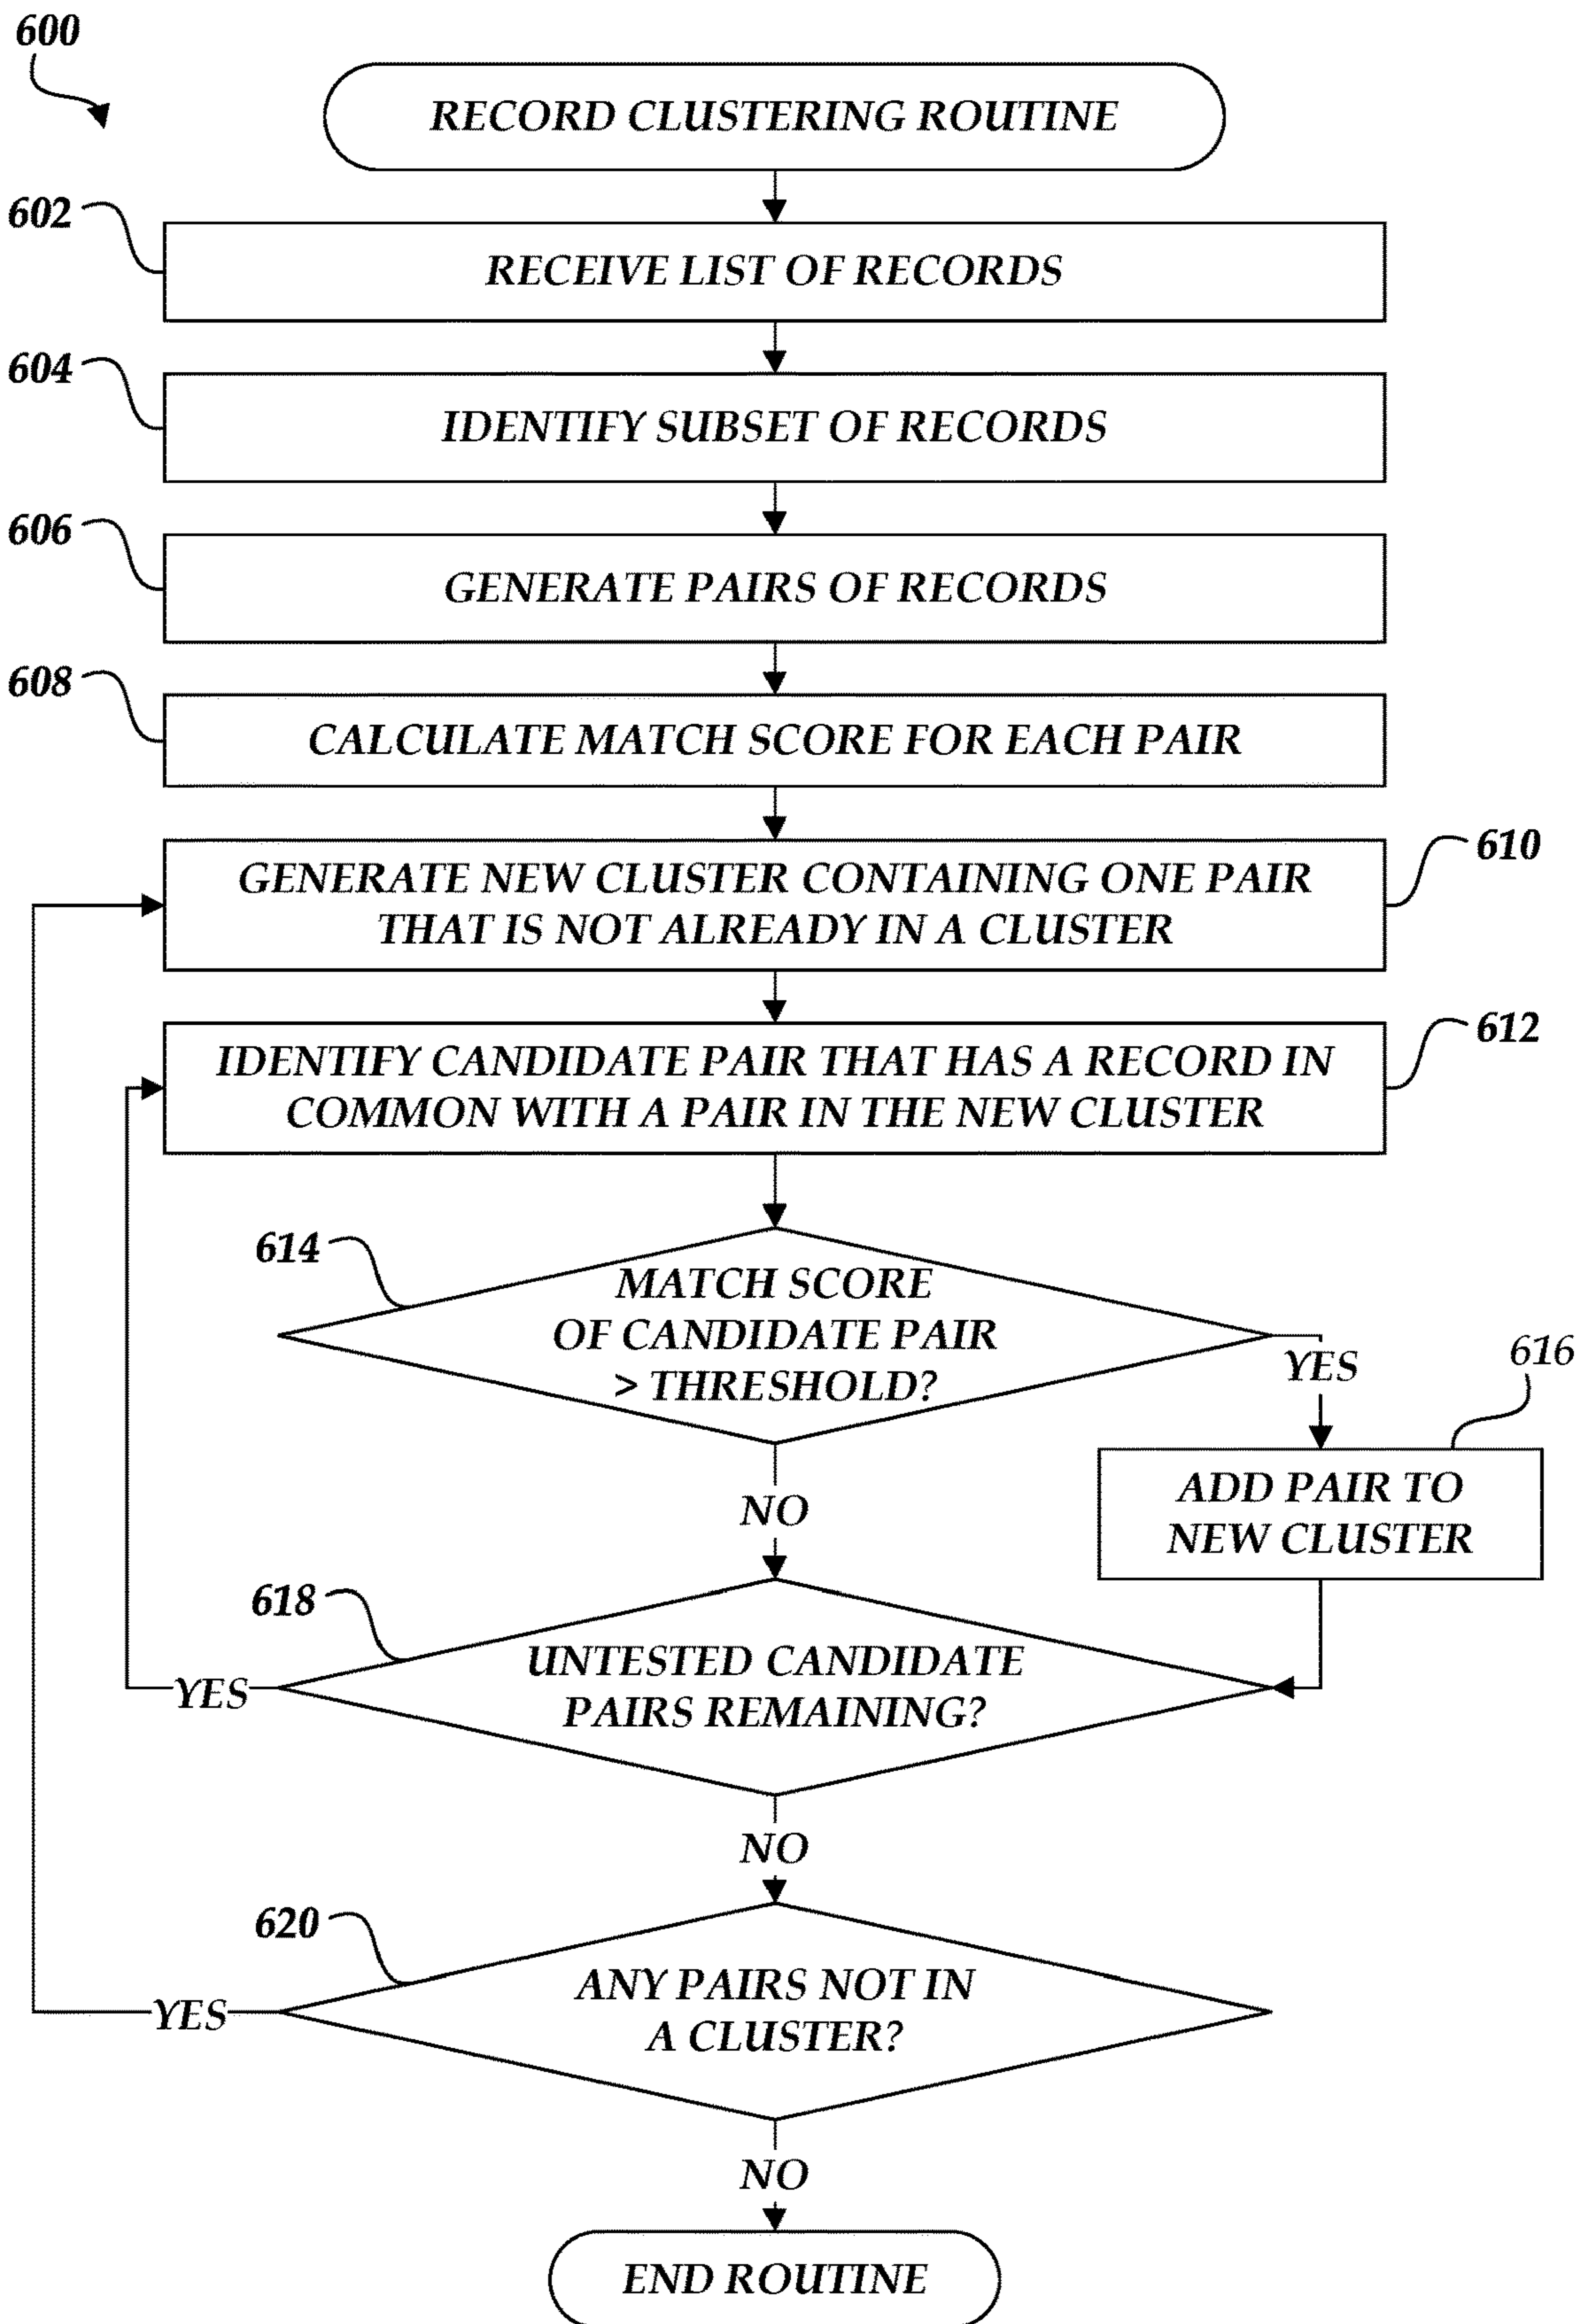 600
RECORD CLUSTERING ROUTINE
602
RECEIVE LIST OF RECORDS
604
IDENTIFY SUBSET OF RECORDS
606
GENERATE PAIRS OF RECORDS
608
CALCULATE MATCH SCORE FOR EACH PAIR
610
GENERATE NEW CLUSTER CONTAINING ONE PAIR
THAT IS NOT ALREADY IN A CLUSTER
612
IDENTIFY CANDIDATE PAIR THAT HAS A RECORD IN
COMMON WITH A PAIR IN THE NEW CLUSTER
614
MATCH SCORE
OF CANDIDATE PAIR
> THRESHOLD?
YES
616
ADD PAIR TO
NEW CLUSTER
NO
618
UNTESTED CANDIDATE
PAIRS REMAINING?
YES
NO
620
ANY PAIRS NOT IN
A CLUSTER?
YES
NO
END ROUTINE